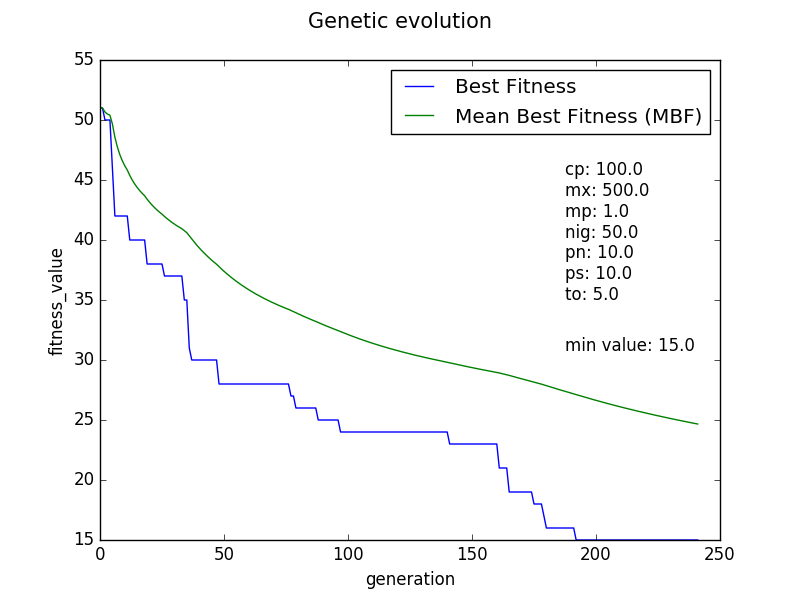 Genetic evolution
55
50
45
40
35
30
25
20
15
fitness_value
Best Fitness
Mean Best Fitness (MBF)
cp: 100.0
mx: 500.0
mp: 1.0
nig: 50.0
pn: 10.0
ps: 10.0
to: 5.0
min value: 15.0
0 50 100 150 200 250
generation